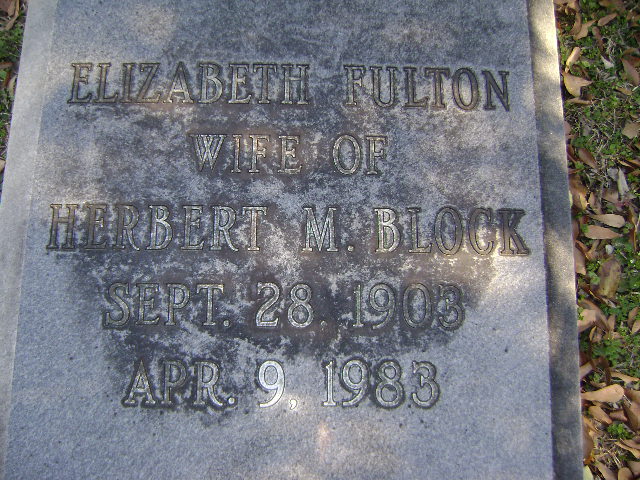 ELIZABETH FULTON
WIFE OF
HERBERT M. BLOCK
SEPT. 28, 1903
APR. 9, 1983